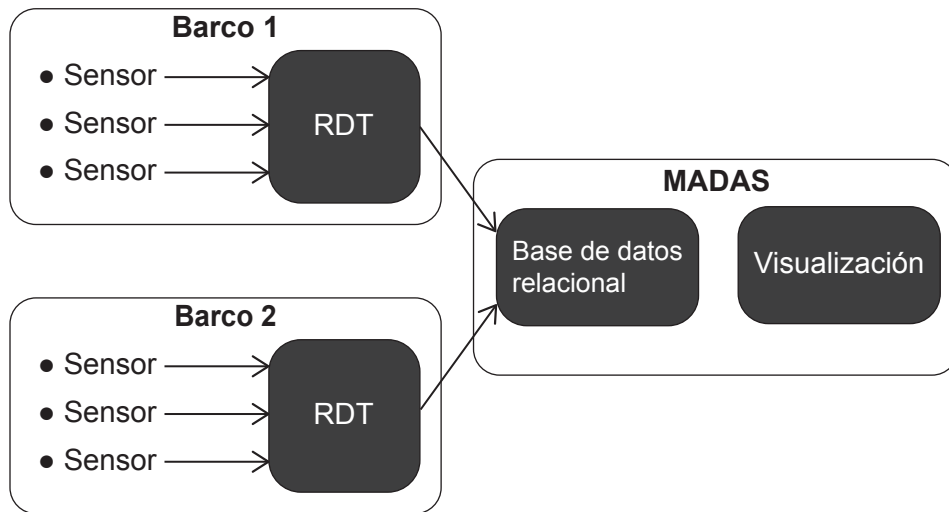 Barco 1
Sensor
Sensor
Sensor
RDT
MADAS
Base de datos
relacional
Visualización
Barco 2
Sensor
Sensor
Sensor
RDT